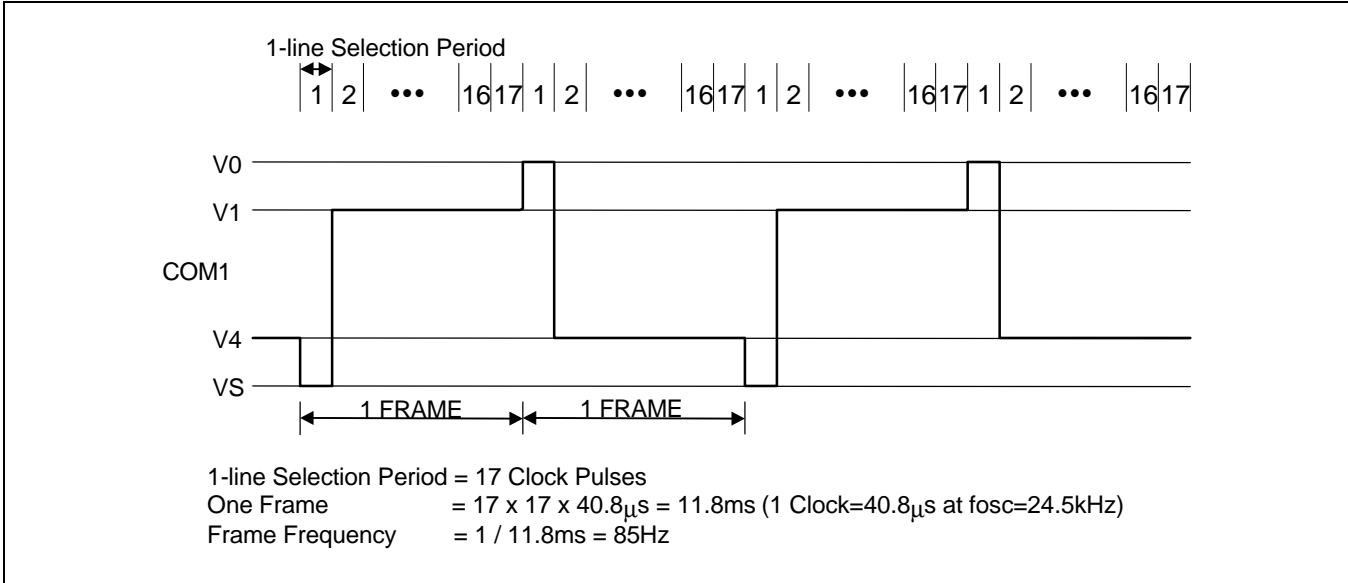 1-line Selection Period
1 2 ••• 16 17 1 2 ••• 16 17 1 2 ••• 16 17 1 2 ••• 16 17
V0
V1
COM1
V4
VS
1 FRAME 1 FRAME
1-line Selection Period = 17 Clock Pulses
One Frame = 17 x 17 x 40.8µs = 11.8ms (1 Clock=40.8µs at fosc=24.5kHz)
Frame Frequency = 1 / 11.8ms = 85Hz